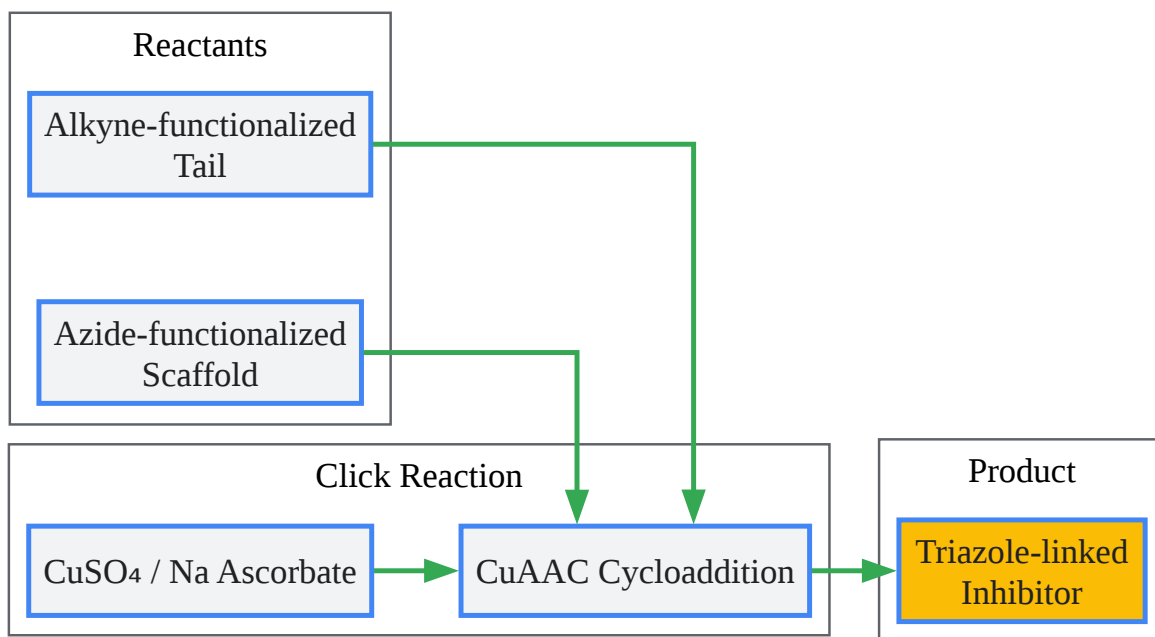 Reactants
Alkyne-functionalized
Tail
Azide-functionalized
Scaffold
Click Reaction
CuSO₄ / Na Ascorbate
CuAAC Cycloaddition
Product
Triazole-linked
Inhibitor